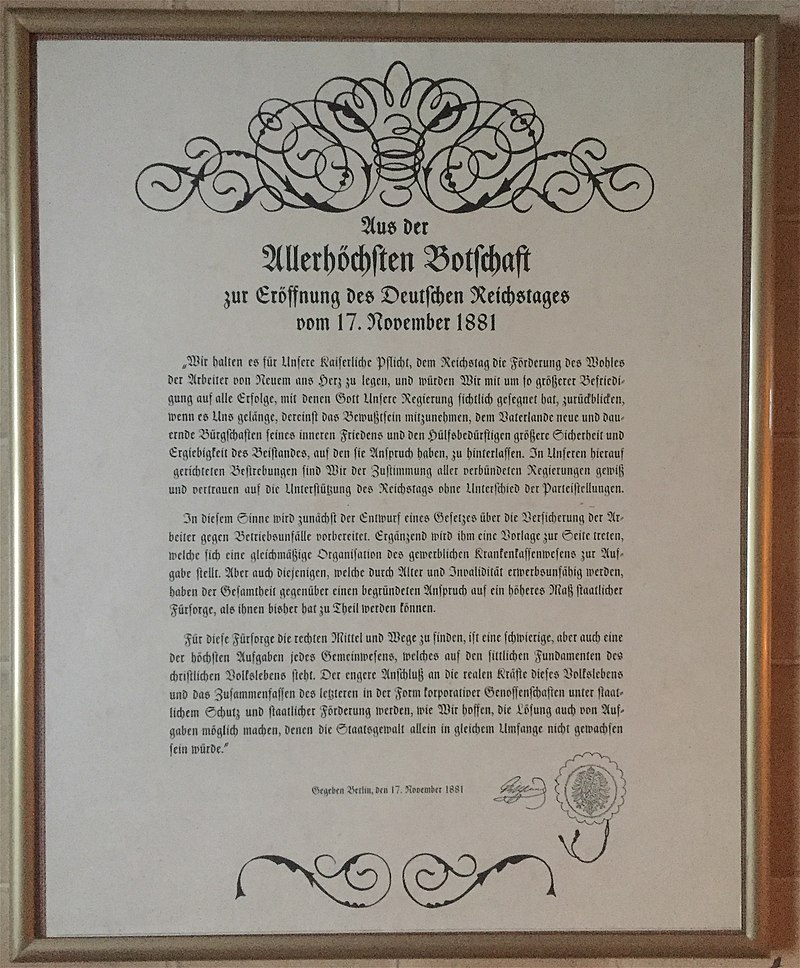 Aus der
Allerhöchsten Botschaft
zur Eröffnung des Deutschen Reichstages
vom 17. November 1881
„Wir halten es für Unsere Kaiserliche Pflicht, dem Reichstag die Förderung des Wohles
der Arbeiter von Neuem ans Herz zu legen, und würden Wir mit um so größerer Befriedi-
gung auf alle Erfolge, mit denen Gott Unsere Regierung sichtlich gesegnet hat, zurückblicken,
wenn es Uns gelänge, dereinst das Bewußtsein mitzunehmen, dem Vaterlande neue und dau-
ernde Bürgschaften seines inneren Friedens und den Hülfsbedürftigen größere Sicherheit und
Ergiebigkeit des Beistandes, auf den sie Anspruch haben, zu hinterlassen. In Unseren hierauf
gerichteten Bestrebungen sind Wir der Zustimmung aller verbündeten Regierungen gewiß
und vertrauen auf die Unterstützung des Reichstags ohne Unterschied der Parteistellungen.
In diesem Sinne wird zunächst der Entwurf eines Gesetzes über die Versicherung der Ar-
beiter gegen Betriebsunfälle vorbereitet. Ergänzend wird ihm eine Vorlage zur Seite treten,
welche sich eine gleichmäßige Organisation des gewerblichen Krankenkassenwesens zur Auf-
gabe stellt. Aber auch diejenigen, welche durch Alter und Invalidität erwerbsunfähig werden,
haben der Gesamtheit gegenüber einen begründeten Anspruch auf ein höheres Maß staatlicher
Fürsorge, als ihnen bisher hat zu Theil werden können.
Für diese Fürsorge die rechten Mittel und Wege zu finden, ist eine schwierige, aber auch eine
der höchsten Aufgaben jedes Gemeinwesens, welches auf den sittlichen Fundamenten des
christlichen Volkslebens steht. Der engere Anschluß an die realen Kräfte dieses Volkslebens
und das Zusammenfassen des letzteren in der Form korporativer Genossenschaften unter staat-
lichem Schutz und staatlicher Förderung werden, wie Wir hoffen, die Lösung auch von Auf-
gaben möglich machen, denen die Staatsgewalt allein in gleichem Umfange nicht gewachsen
sein würde."
Gegeben Berlin, den 17. November 1881